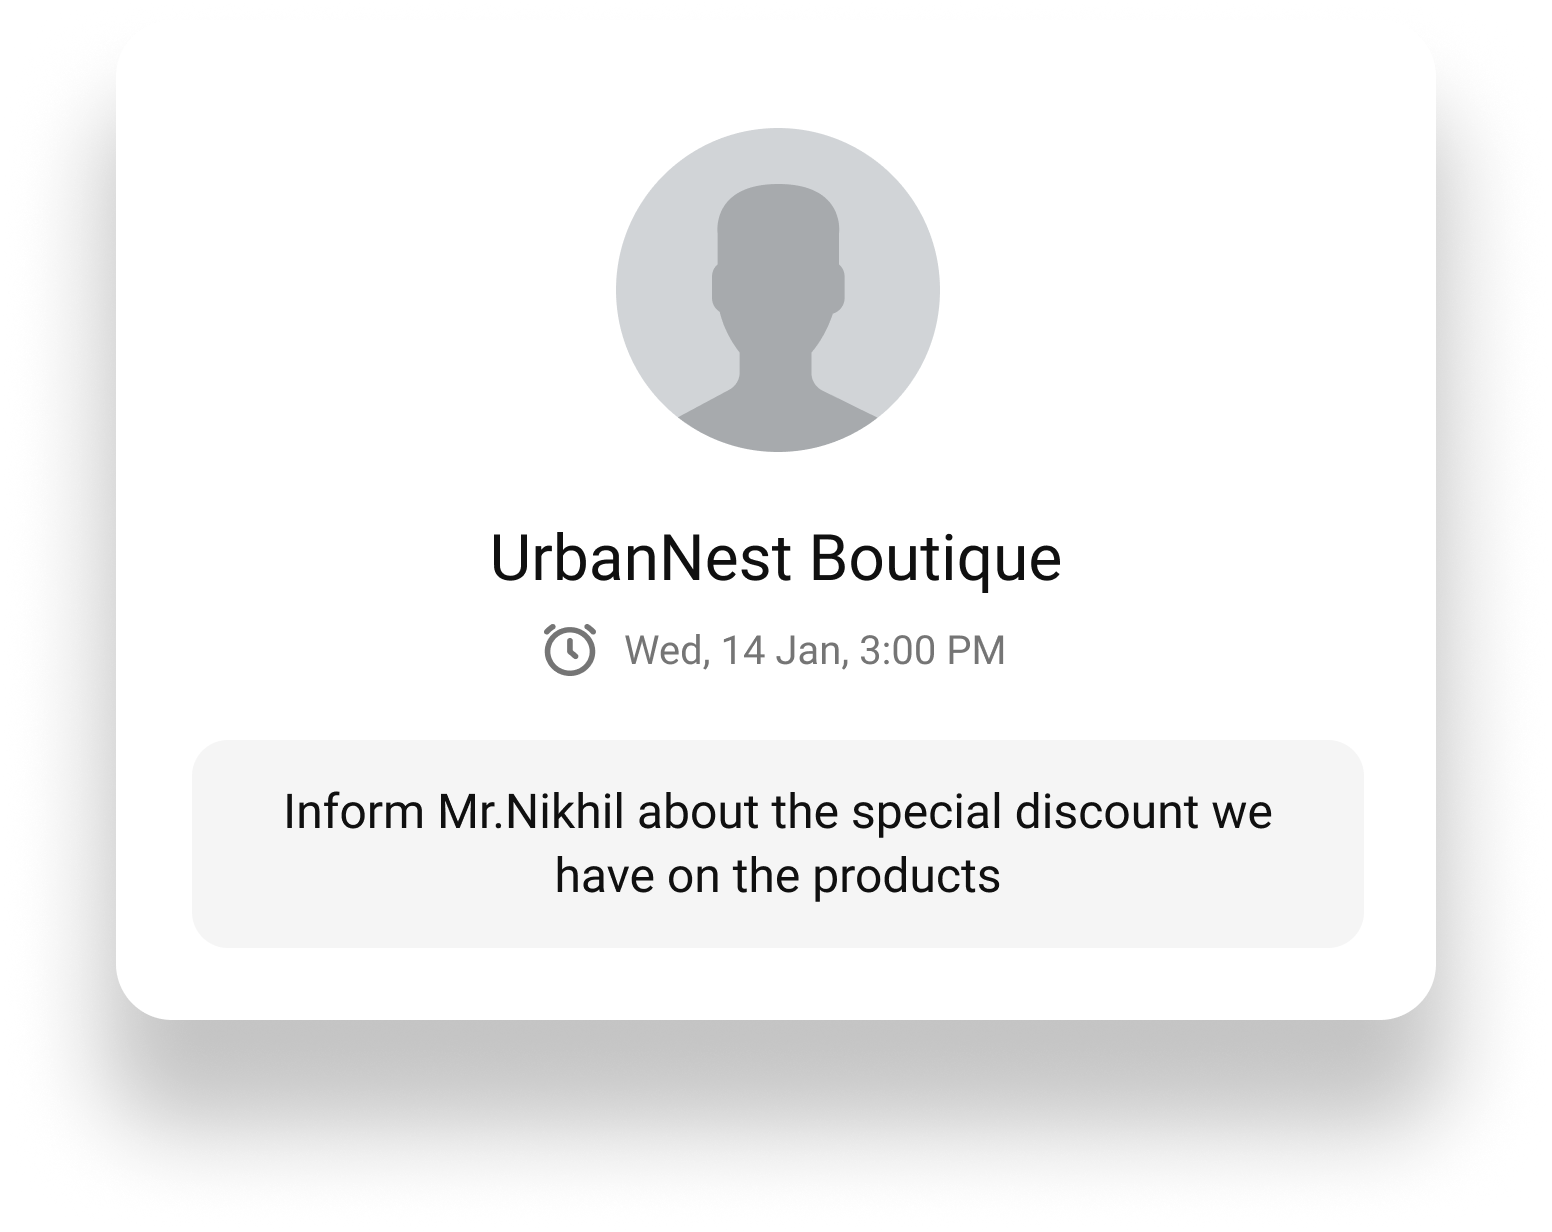 UrbanNest Boutique
Wed, 14 Jan, 3:00 PM
Inform Mr.Nikhil about the special discount we
have on the products